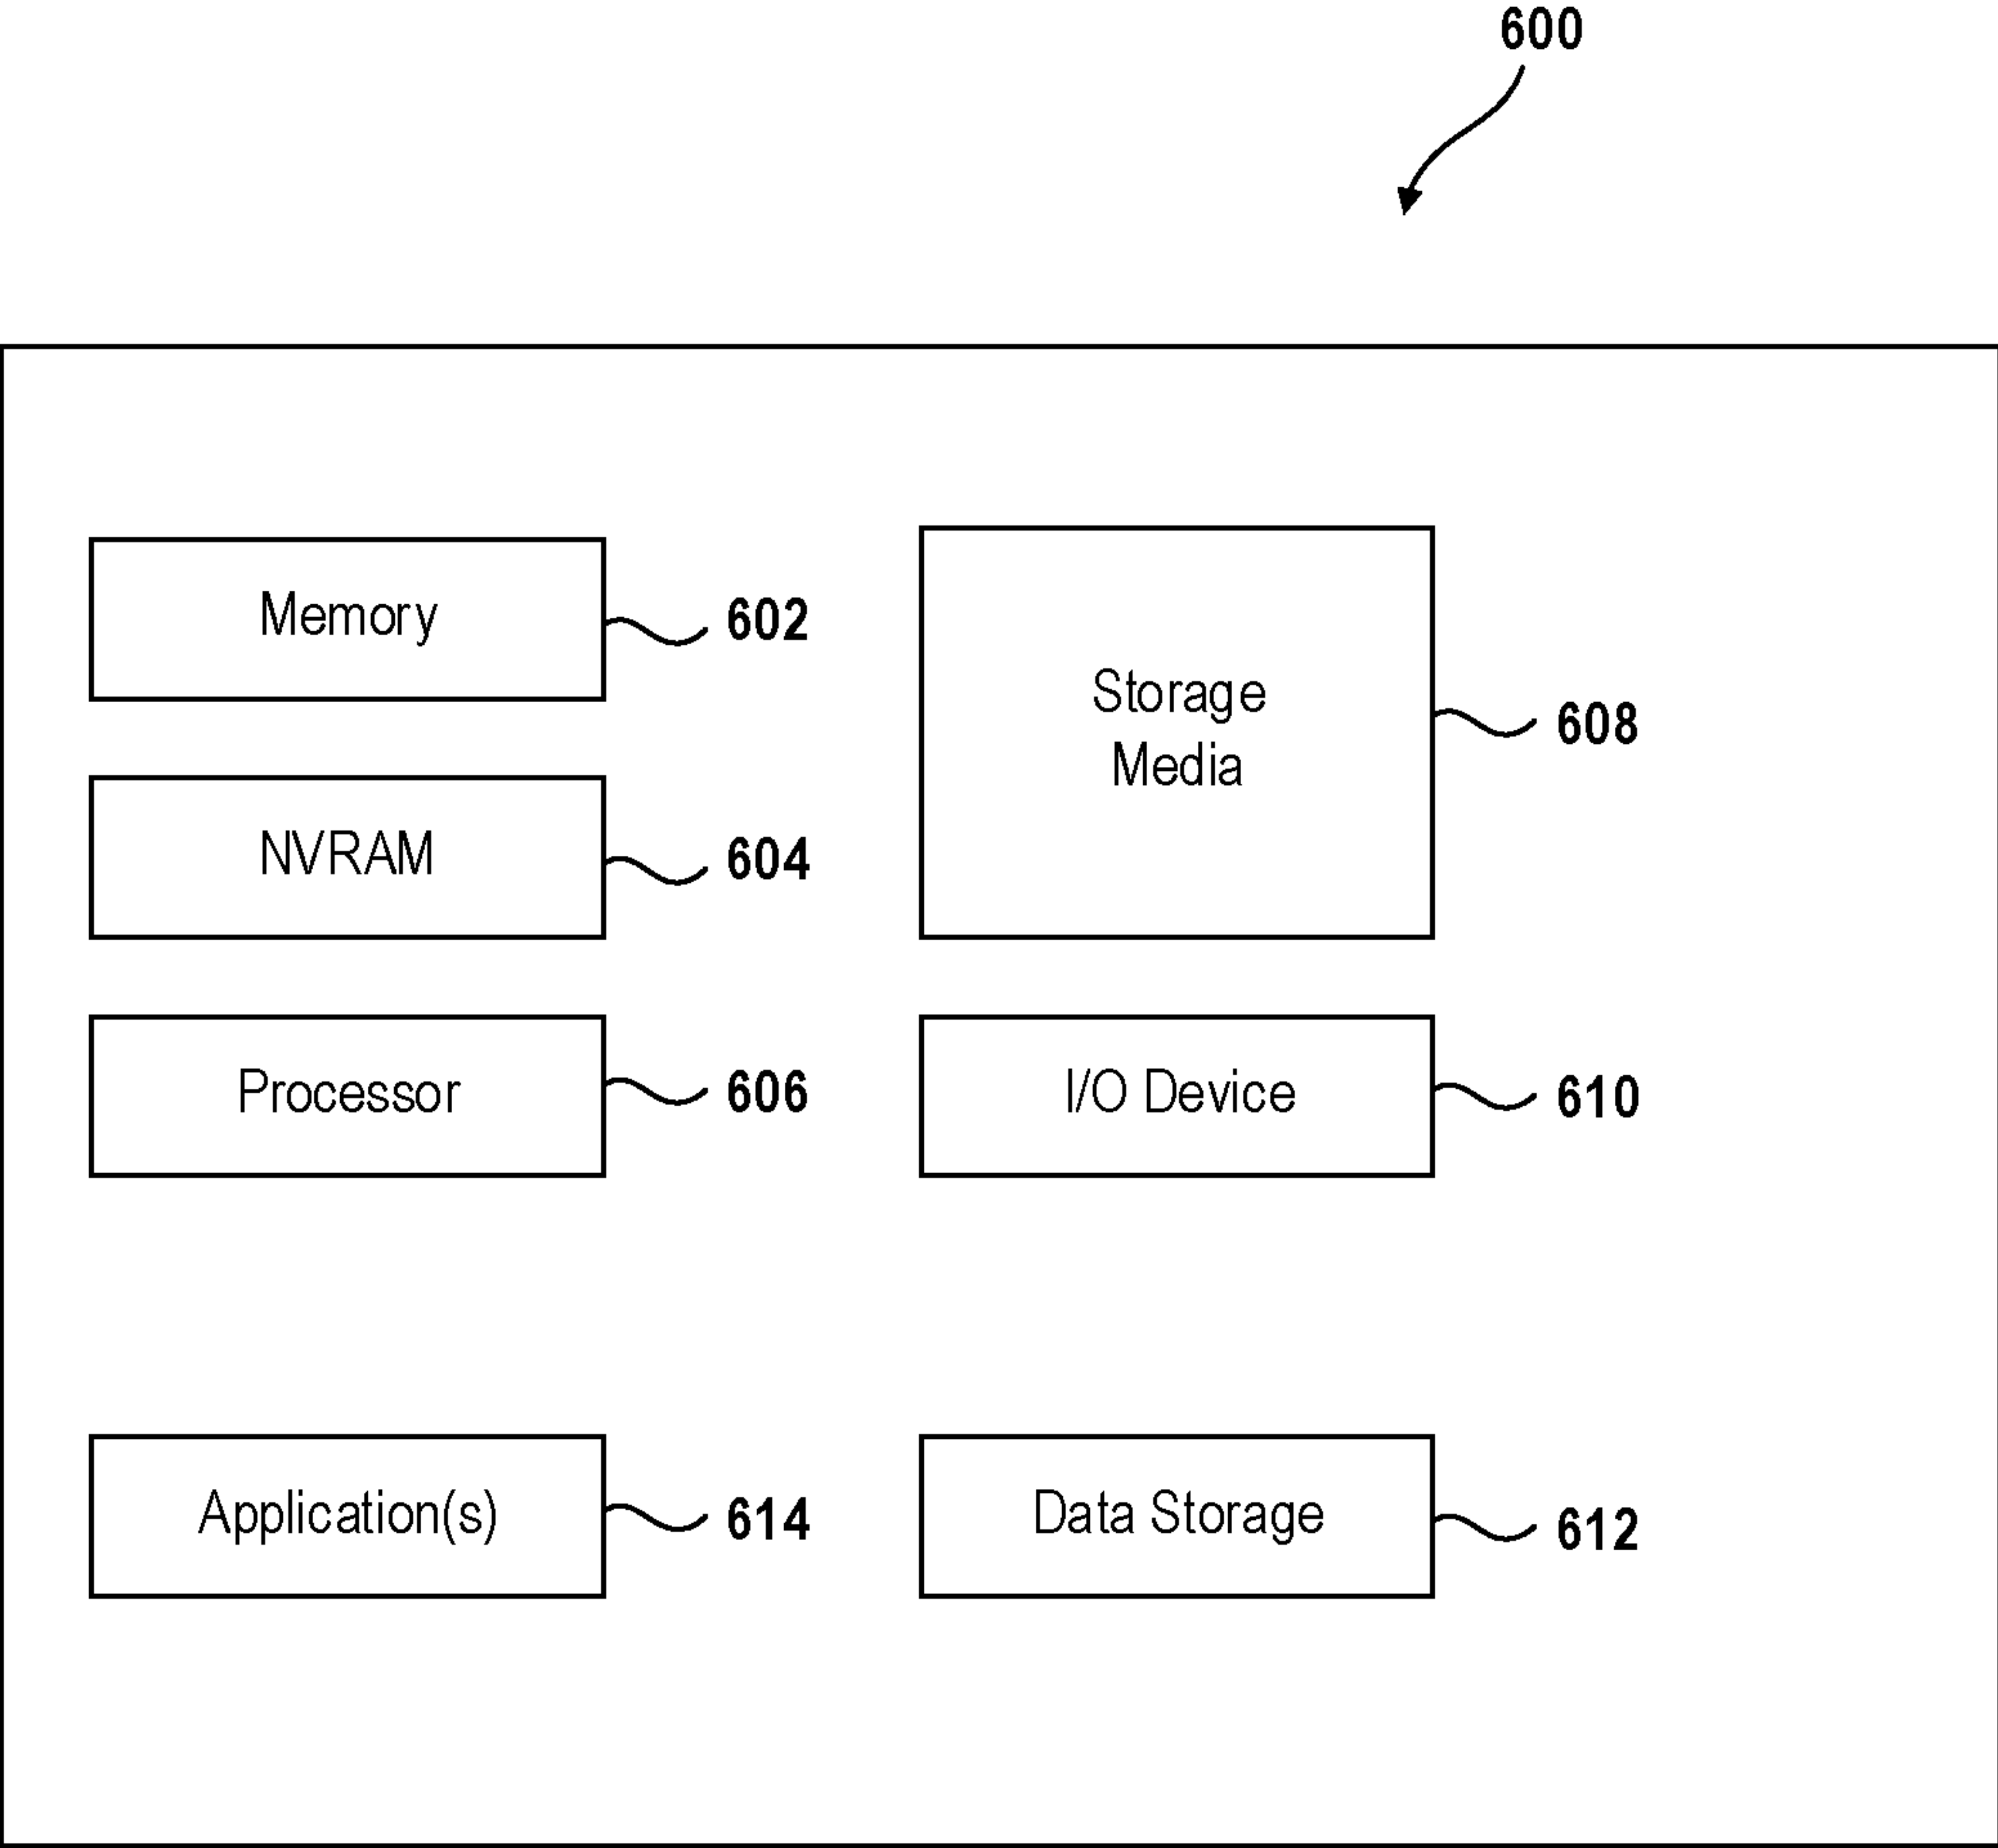 600
Memory
602
NVRAM
604
Processor
606
Storage
Media
608
I/O Device
610
Application(s)
614
Data Storage
612